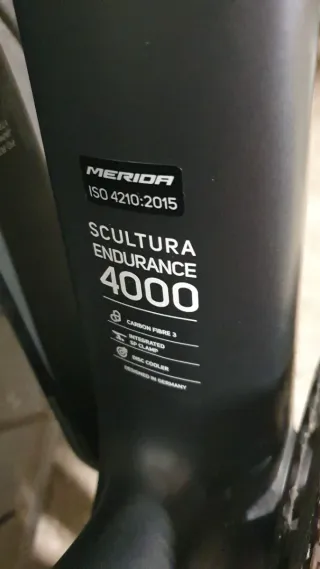 MERIDA
ISO 4210:2015
SCULTURA
ENDURANCE
4000
CARBON FIBRE 3
INTEGRATED
SP CLAMP
DISC COOLER
DESIGNED IN GERMANY